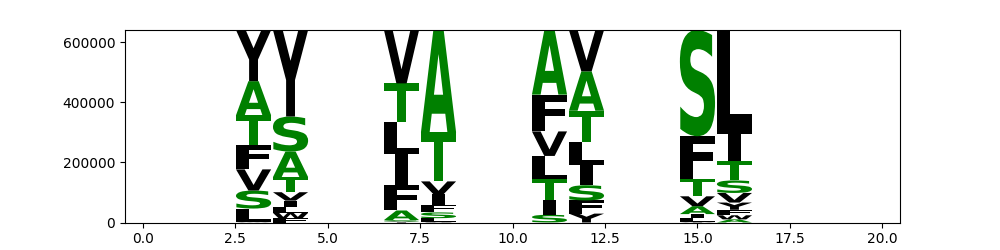 600000
400000
200000
0
Y A T F V S L
Y S A T V
V T L I F A
A T
A F V L T I S
V A T L I S F Y
S F T V A
L I T S V Y
0.0 2.5 5.0 7.5 10.0 12.5 15.0 17.5 20.0